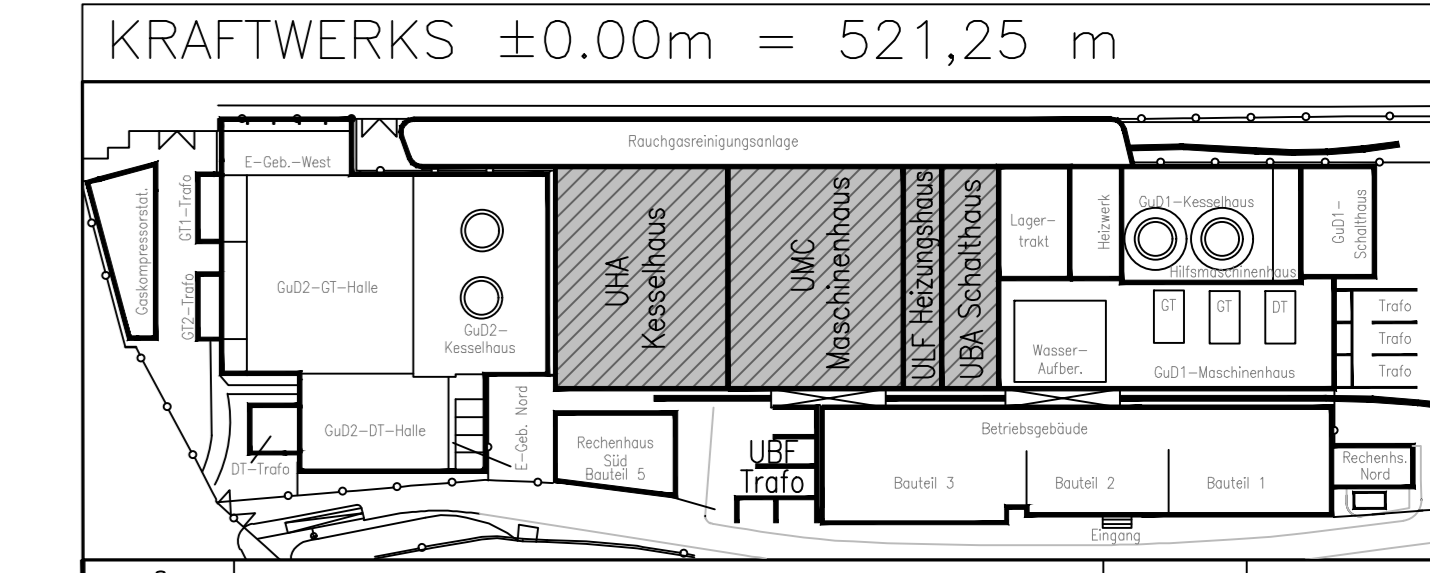 KRAFTWERKS ±0.00m = 521,25 m
Rauchgasreinigungsanlage
E-Geb.-West
Gaskompressorstat.
GT1-Trafo
GT2-Trafo
GuD2-GT-Halle
GuD2-
Kesselhaus
UHA
Kesselhaus
UMC
Maschinenhaus
ULF Heizungshaus
UBA Schalthaus
Lager-
trakt
Heizwerk
GuD1-Kesselhaus
Hilfsmaschinenhaus
GuD1-
Schalthaus
GT
GT
DT
Trafo
Trafo
Trafo
Wasser-
Aufber.
GuD1-Maschinenhaus
GuD2-DT-Halle
DT-Trafo
E-Geb. Nord
Rechenhaus
Süd
Bauteil 5
UBF
Trafo
Betriebsgebäude
Bauteil 3
Bauteil 2
Bauteil 1
Rechenhs.
Nord
Eingang